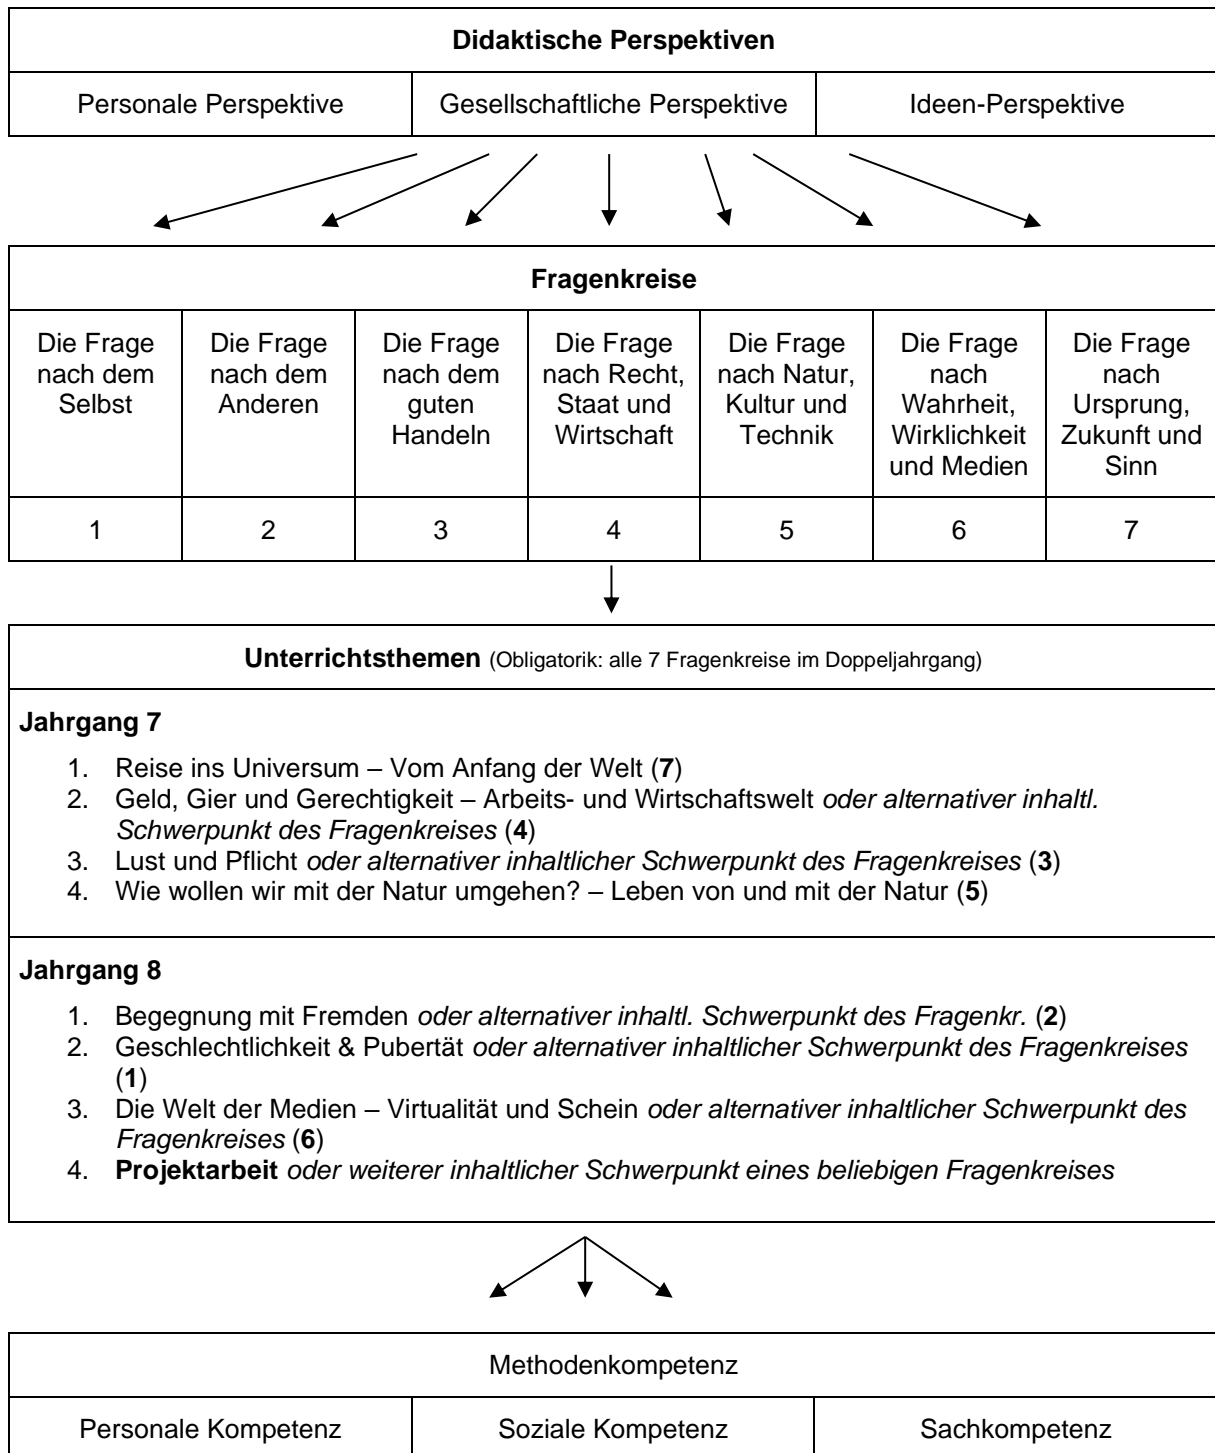 Didaktische Perspektiven
Personale Perspektive Gesellschaftliche Perspektive Ideen-Perspektive
Fragenkreise
Die Frage
nach dem
Selbst
Die Frage
nach dem
Anderen
Die Frage
nach dem
guten
Handeln
Die Frage
nach Recht,
Staat und
Wirtschaft
Die Frage
nach Natur,
Kultur und
Technik
Die Frage
nach
Wahrheit,
Wirklichkeit
und Medien
Die Frage
nach
Ursprung,
Zukunft und
Sinn
1 2 3 4 5 6 7
Unterrichtsthemen (Obligatorik: alle 7 Fragenkreise im Doppeljahrgang)
Jahrgang 7
1. Reise ins Universum – Vom Anfang der Welt (7)
2. Geld, Gier und Gerechtigkeit – Arbeits- und Wirtschaftswelt oder alternativer inhaltl.
Schwerpunkt des Fragenkreises (4)
3. Lust und Pflicht oder alternativer inhaltlicher Schwerpunkt des Fragenkreises (3)
4. Wie wollen wir mit der Natur umgehen? – Leben von und mit der Natur (5)
Jahrgang 8
1. Begegnung mit Fremden oder alternativer inhaltl. Schwerpunkt des Fragenkr. (2)
2. Geschlechtlichkeit & Pubertät oder alternativer inhaltlicher Schwerpunkt des Fragenkreises
(1)
3. Die Welt der Medien – Virtualität und Schein oder alternativer inhaltlicher Schwerpunkt des
Fragenkreises (6)
4. Projektarbeit oder weiterer inhaltlicher Schwerpunkt eines beliebigen Fragenkreises
Methodenkompetenz
Personale Kompetenz Soziale Kompetenz Sachkompetenz